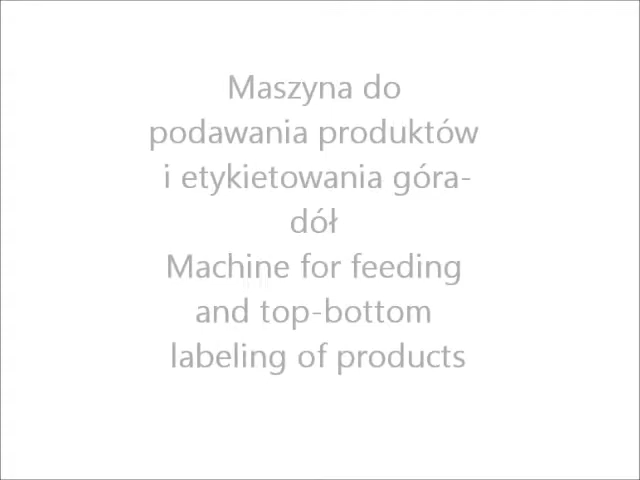 Maszyna do
podawania produktów
i etykietowania góra-
dół
Machine for feeding
and top-bottom
labeling of products